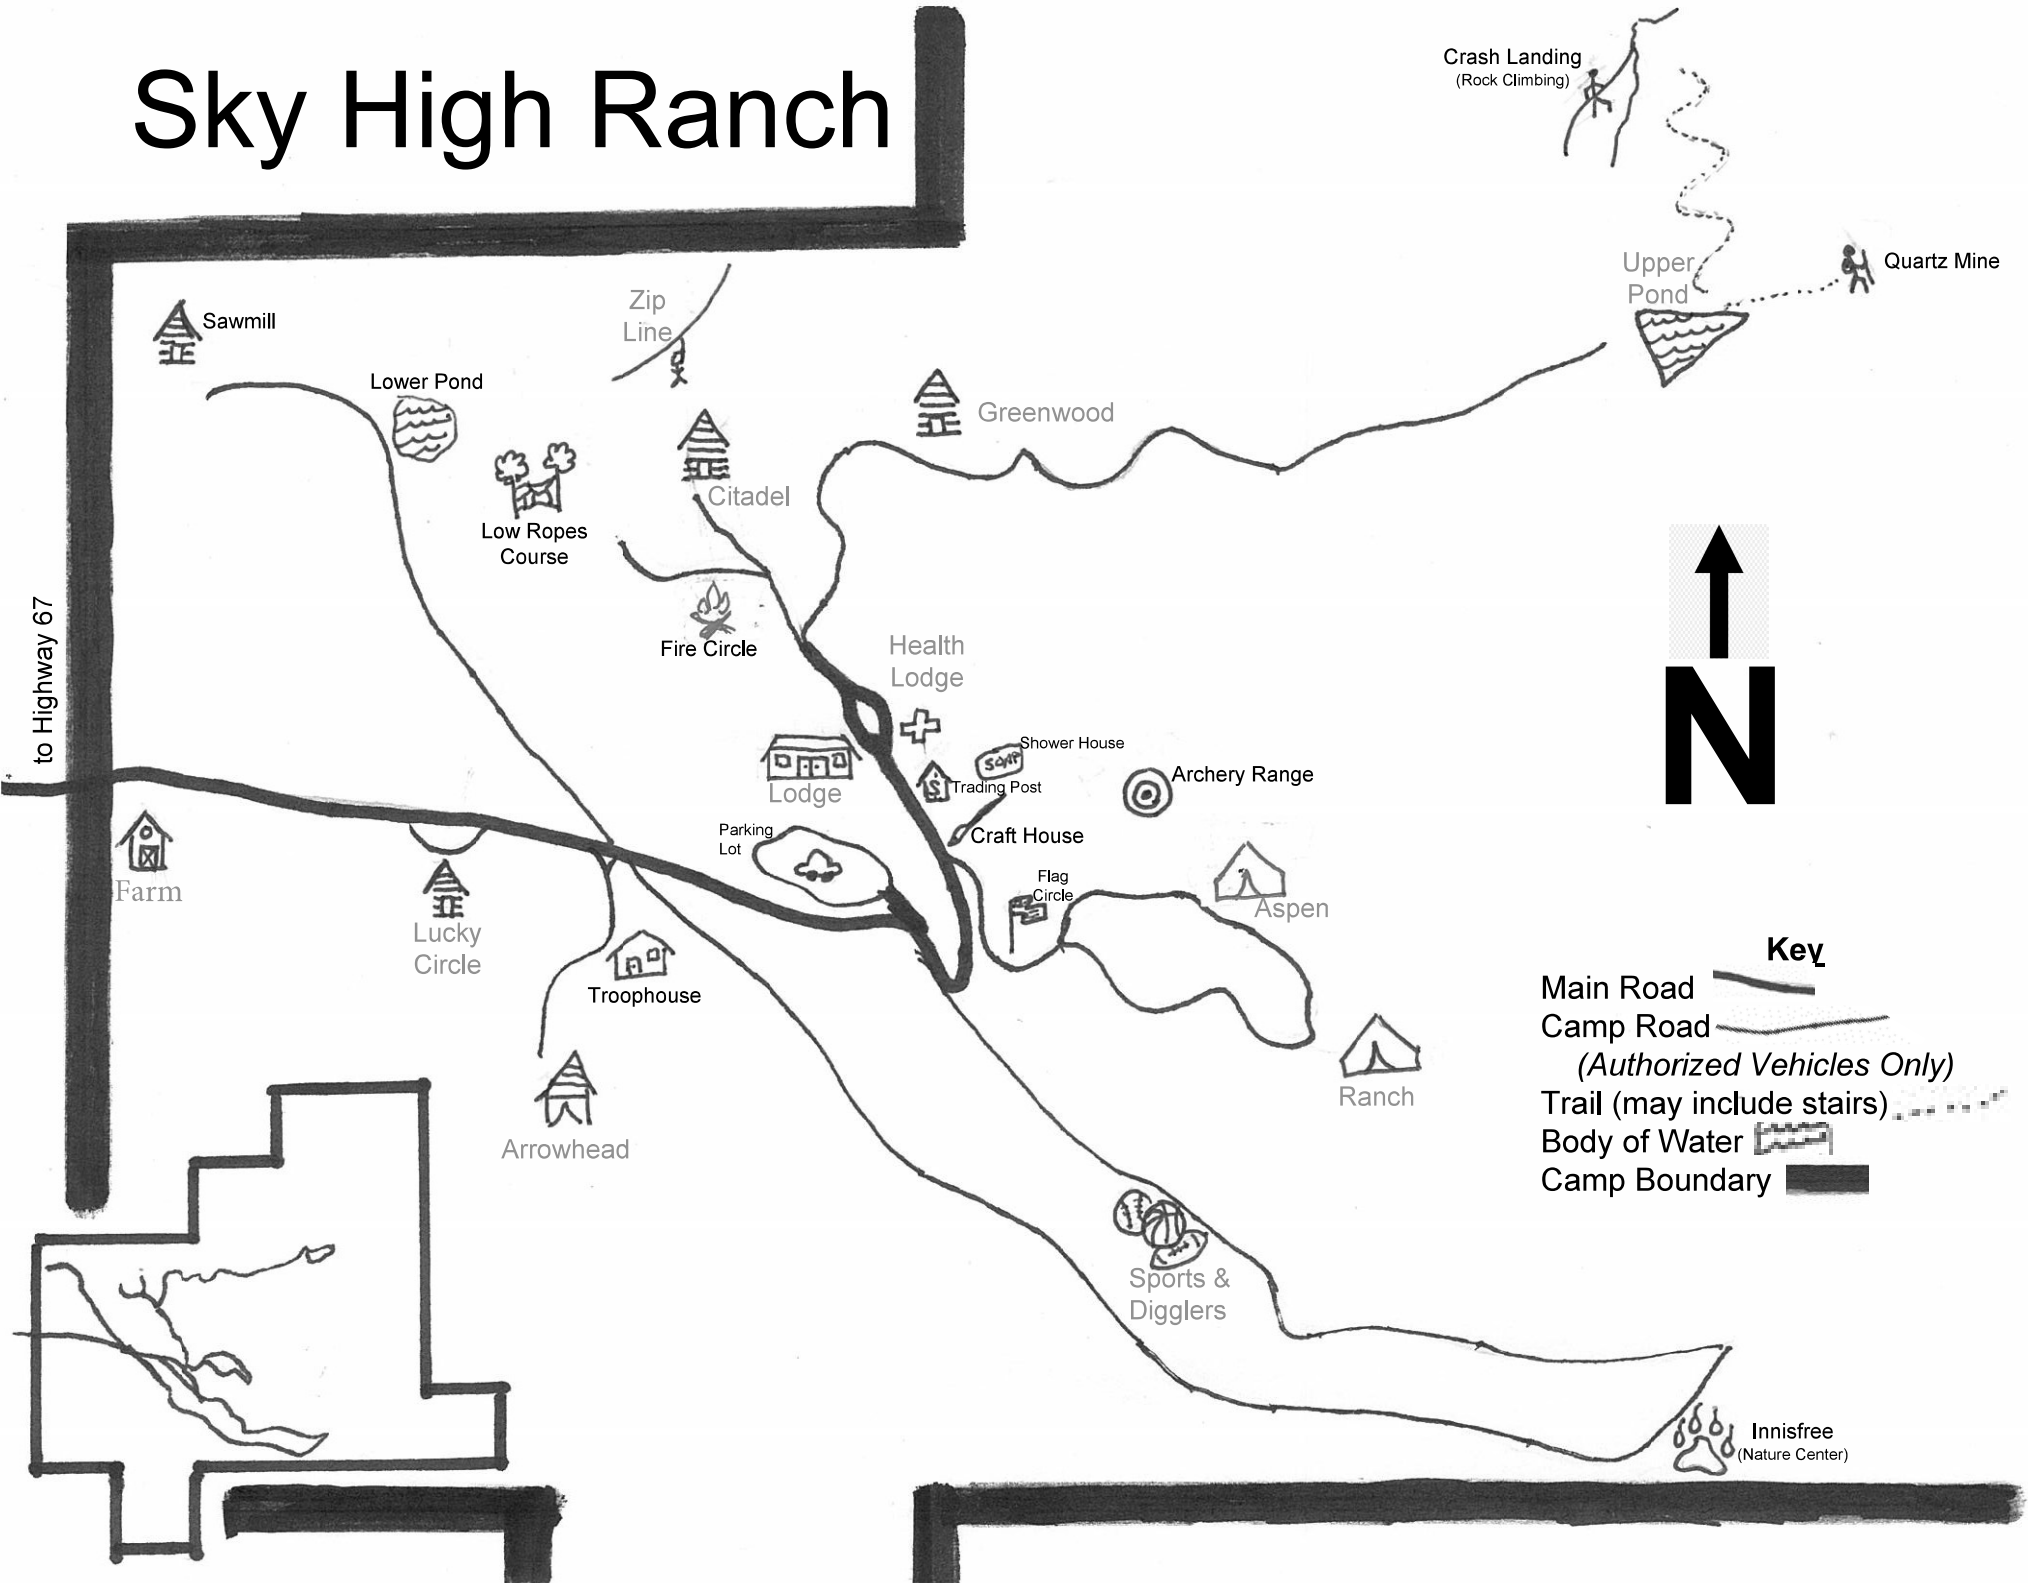 Sky High Ranch
Crash Landing
(Rock Climbing)
Upper
Pond
Quartz Mine
Sawmill
Zip
Line
Lower Pond
Greenwood
Citadel
Low Ropes
Course
Fire Circle
to Highway 67
Health
Lodge
Shower House
SOAP
Lodge
$
Trading Post
Archery Range
Parking
Lot
Craft House
Flag
Circle
Farm
Aspen
Lucky
Circle
Troophouse
Ranch
Arrowhead
Sports &
Digglers
Innisfree
(Nature Center)
N
Key
Main Road
Camp Road
(Authorized Vehicles Only)
Trail (may include stairs)
Body of Water
Camp Boundary